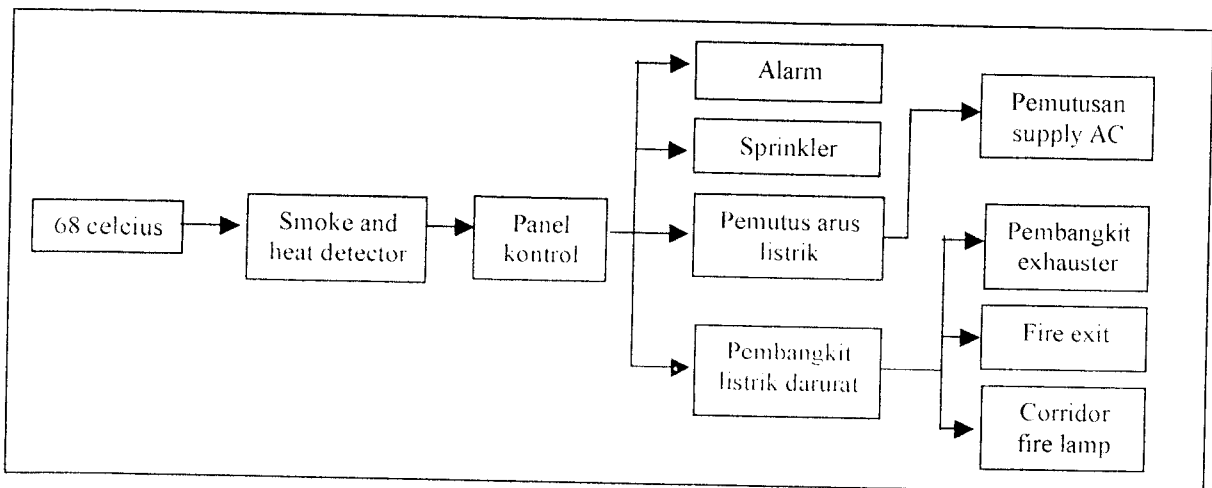 68 celcius
Smoke and
heat detector
Panel
kontrol
Alarm
Sprinkler
Pemutus arus
listrik
Pembangkit
listrik darurat
Pemutusan
supply AC
Pembangkit
exhauster
Fire exit
Corridor
fire lamp